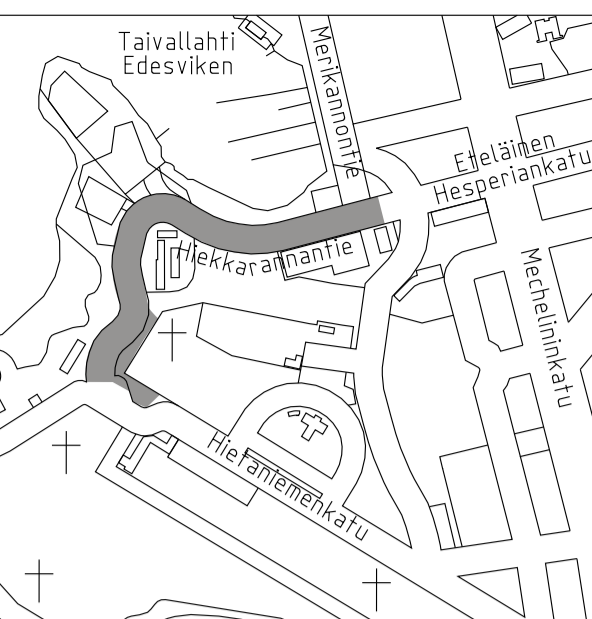 Taivallahti
Edesviken
Merikannontie
Eteläinen
Hesperiankatu
Hiekkarannantie
Mechelininkatu
Hietaniemenkatu